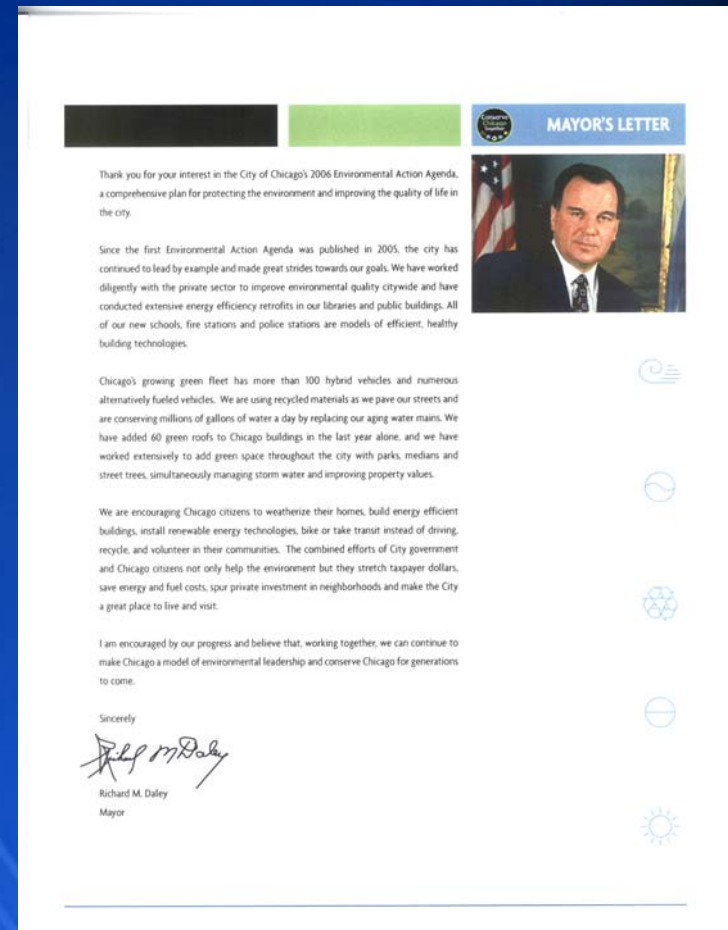 Conserve
Chicago
Together
MAYOR'S LETTER
Thank you for your interest in the City of Chicago's 2006 Environmental Action Agenda,
a comprehensive plan for protecting the environment and improving the quality of life in
the city.
Since the first Environmental Action Agenda was published in 2005, the city has
continued to lead by example and made great strides towards our goals. We have worked
diligently with the private sector to improve environmental quality citywide and have
conducted extensive energy efficiency retrofits in our libraries and public buildings. All
of our new schools, fire stations and police stations are models of efficient, healthy
building technologies.
Chicago's growing green fleet has more than 100 hybrid vehicles and numerous
alternatively fueled vehicles. We are using recycled materials as we pave our streets and
are conserving millions of gallons of water a day by replacing our aging water mains. We
have added 60 green roofs to Chicago buildings in the last year alone, and we have
worked extensively to add green space throughout the city with parks, medians and
street trees, simultaneously managing storm water and improving property values.
We are encouraging Chicago citizens to weatherize their homes, build energy efficient
buildings, install renewable energy technologies, bike or take transit instead of driving,
recycle, and volunteer in their communities. The combined efforts of City government
and Chicago citizens not only help the environment but they stretch taxpayer dollars,
save energy and fuel costs, spur private investment in neighborhoods and make the City
a great place to live and visit.
I am encouraged by our progress and believe that, working together, we can continue to
make Chicago a model of environmental leadership and conserve Chicago for generations
to come.
Sincerely
Richard M Daley
Richard M. Daley
Mayor